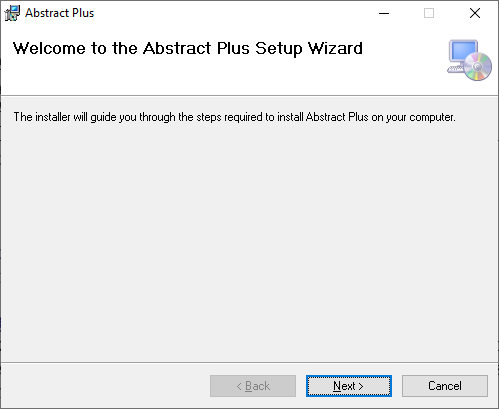 Abstract Plus
Welcome to the Abstract Plus Setup Wizard
The installer will guide you through the steps required to install Abstract Plus on your computer.
< Back
Next >
Cancel